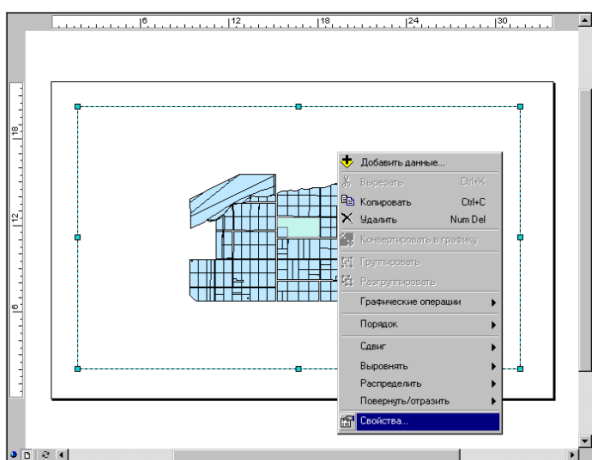 6 12 18 24 30
18
12
6
Добавить данные...
Вырезать Ctrl+X
Копировать Ctrl+C
Удалить Num Del
Конвертировать в графику
Группировать
Разгруппировать
Графические операции
Порядок
Сдвиг
Выровнять
Распределить
Повернуть/отразить
Свойства...